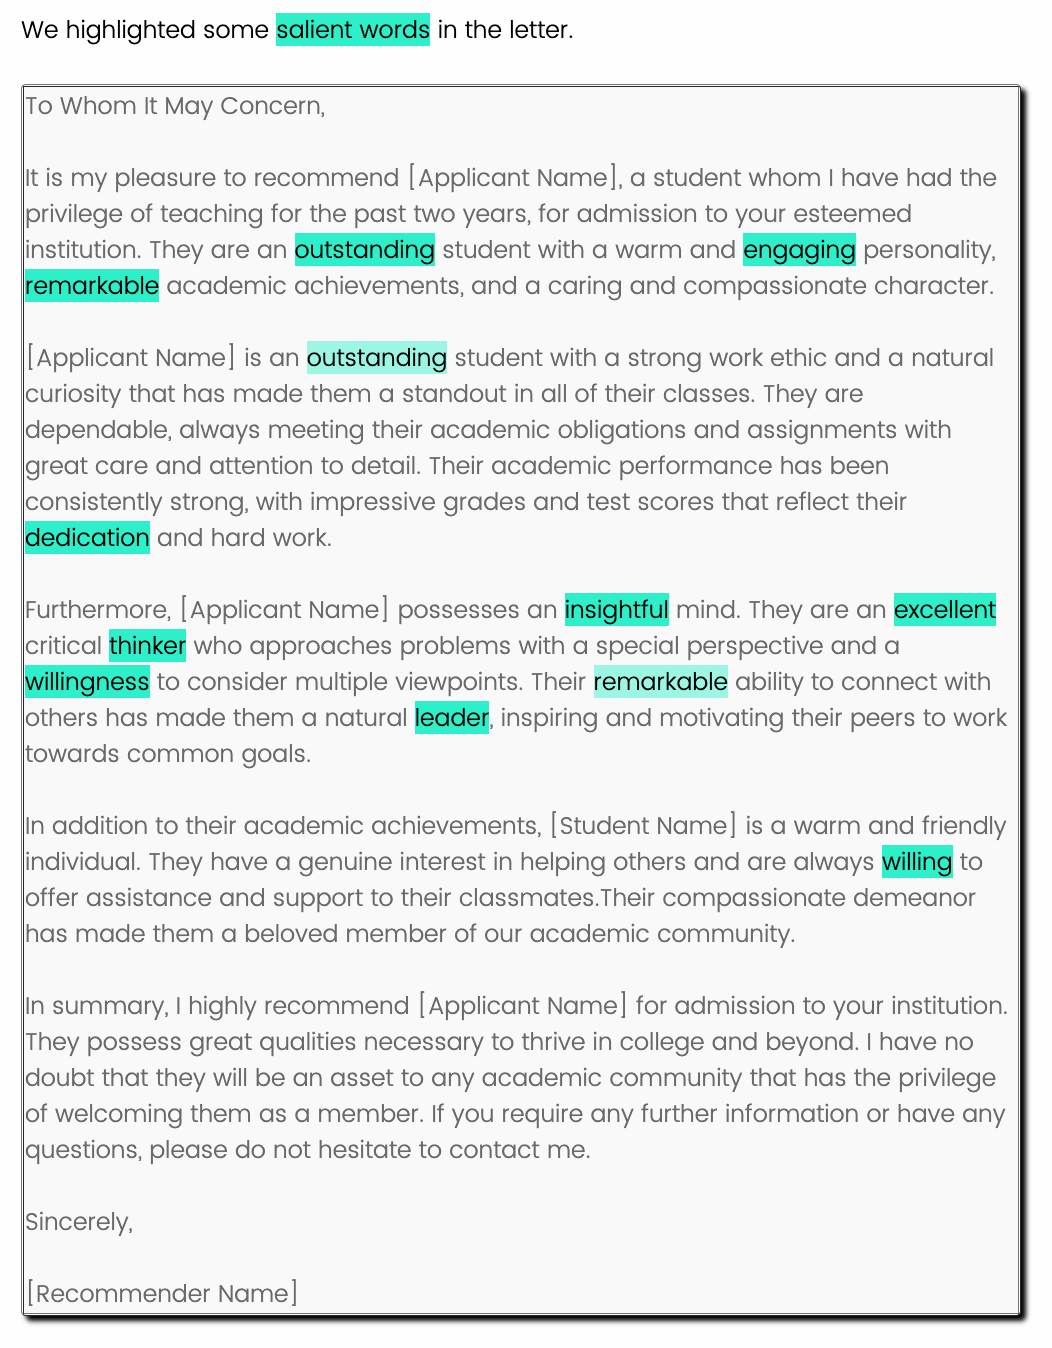 We highlighted some salient words in the letter.
To Whom It May Concern,
It is my pleasure to recommend [Applicant Name], a student whom I have had the
privilege of teaching for the past two years, for admission to your esteemed
institution. They are an outstanding student with a warm and engaging personality,
remarkable academic achievements, and a caring and compassionate character.
[Applicant Name] is an outstanding student with a strong work ethic and a natural
curiosity that has made them a standout in all of their classes. They are
dependable, always meeting their academic obligations and assignments with
great care and attention to detail. Their academic performance has been
consistently strong, with impressive grades and test scores that reflect their
dedication and hard work.
Furthermore, [Applicant Name] possesses an insightful mind. They are an excellent
critical thinker who approaches problems with a special perspective and a
willingness to consider multiple viewpoints. Their remarkable ability to connect with
others has made them a natural leader, inspiring and motivating their peers to work
towards common goals.
In addition to their academic achievements, [Student Name] is a warm and friendly
individual. They have a genuine interest in helping others and are always willing to
offer assistance and support to their classmates.Their compassionate demeanor
has made them a beloved member of our academic community.
In summary, I highly recommend [Applicant Name] for admission to your institution.
They possess great qualities necessary to thrive in college and beyond. I have no
doubt that they will be an asset to any academic community that has the privilege
of welcoming them as a member. If you require any further information or have any
questions, please do not hesitate to contact me.
Sincerely,
[Recommender Name]